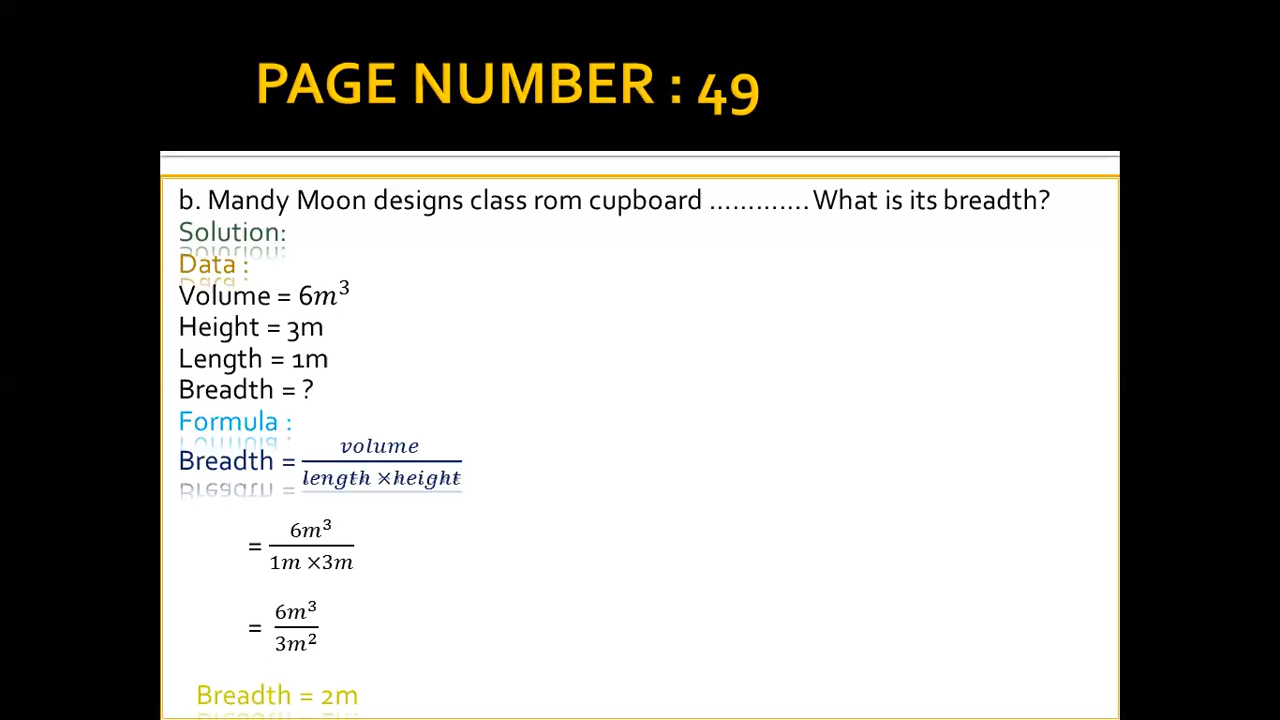 PAGE NUMBER : 49
b. Mandy Moon designs class rom cupboard ............. What is its breadth?
Solution:
Data :
Volume = 6m³
Height = 3m
Length = 1m
Breadth = ?
Formula :
Breadth = volume / length ×height
= 6m³ / 1m ×3m
= 6m³ / 3m²
Breadth = 2m